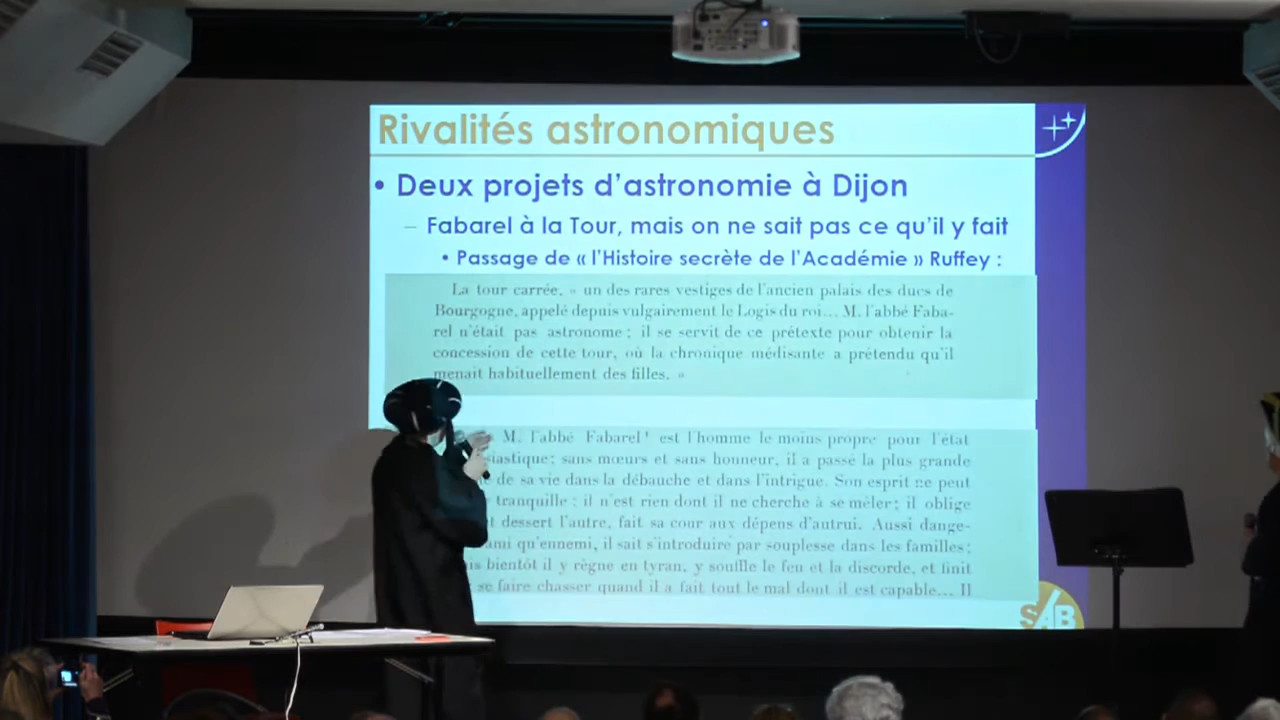 Rivalités astronomiques
• Deux projets d'astronomie à Dijon
– Fabarel à la Tour, mais on ne sait pas ce qu'il y fait
• Passage de « l'Histoire secrète de l'Académie » Ruffey :
La tour carrée, « un des rares vestiges de l'ancien palais des ducs de
Bourgogne, appelé depuis vulgairement le Logis du roi... M. l'abbé Faba-
rel n'était pas astronome ; il se servit de ce prétexte pour obtenir la
concession de cette tour, où la chronique médisante a prétendu qu'il
menait habituellement des filles. »
M. l'abbé Fabarel¹ est l'homme le moins propre pour l'état
siastique ; sans mœurs et sans honneur, il a passé la plus grande
de sa vie dans la débauche et dans l'intrigue. Son esprit ne peut
tranquille ; il n'est rien dont il ne cherche à se mêler ; il oblige
t dessert l'autre, fait sa cour aux dépens d'autrui. Aussi dange-
ami qu'ennemi, il sait s'introduire par souplesse dans les familles ;
is bientôt il y règne en tyran, y souffle le feu et la discorde, et finit
se faire chasser quand il a fait tout le mal dont il est capable... Il
SAB